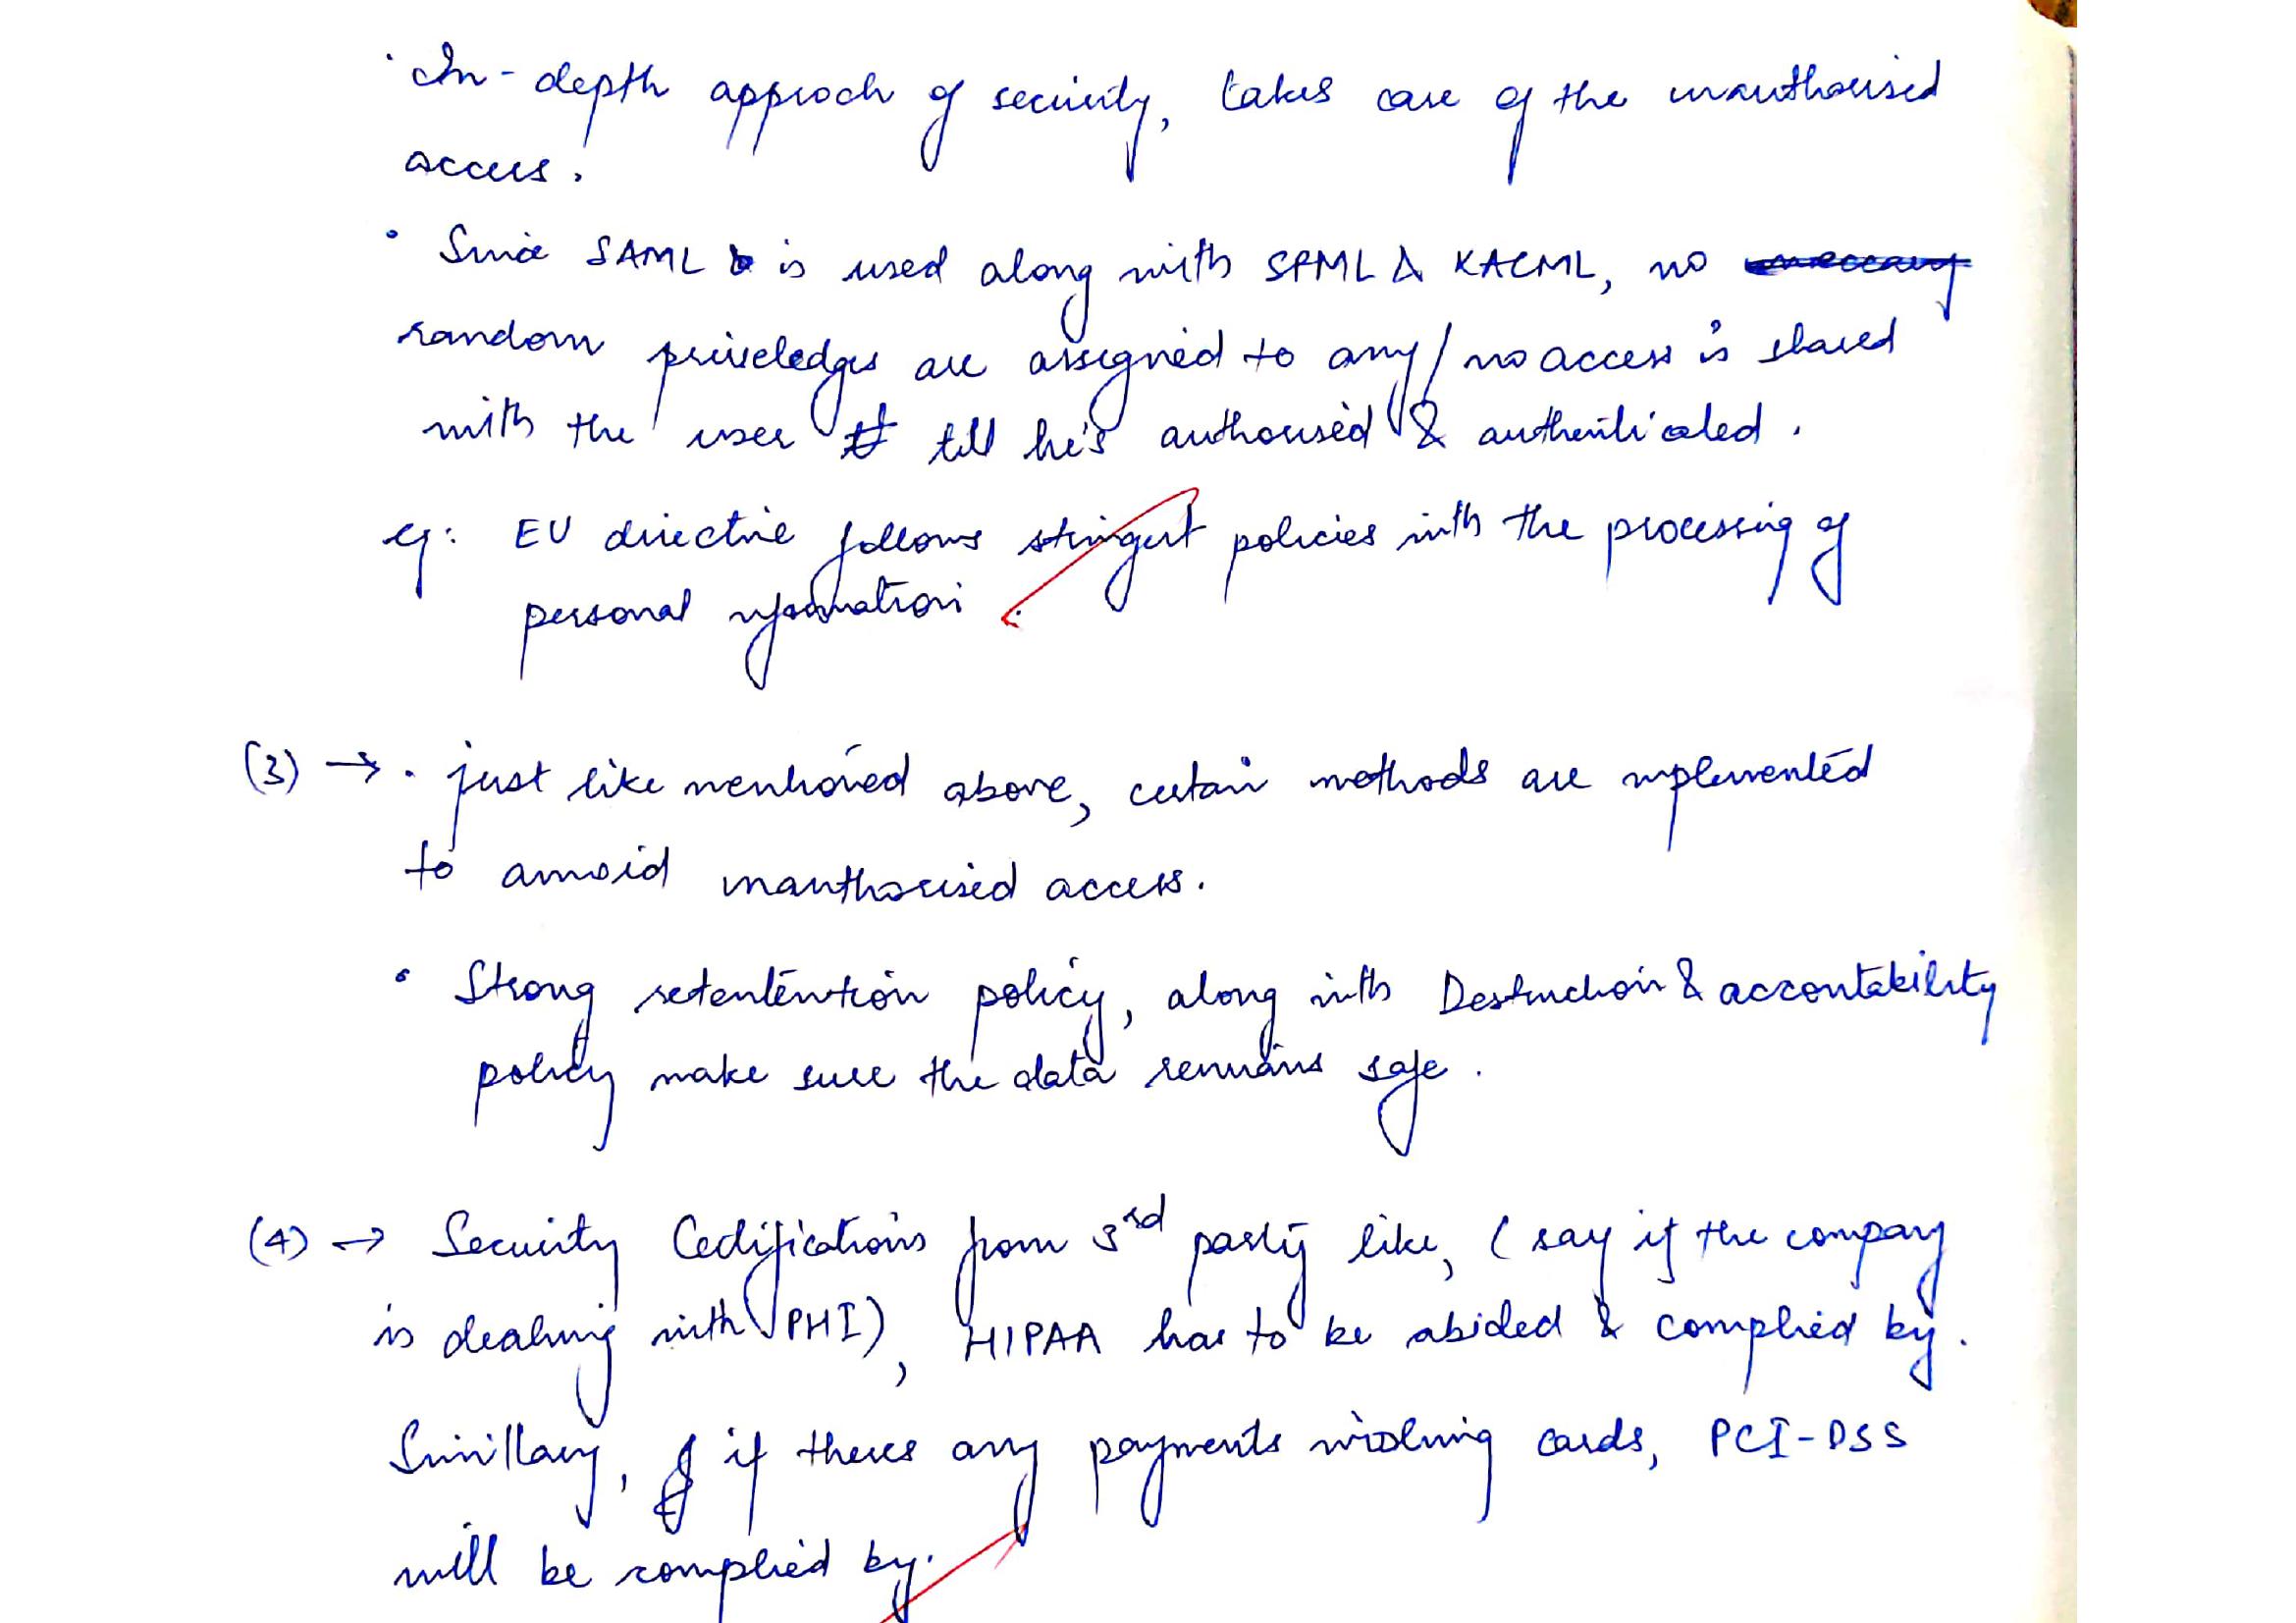 · In-depth approch of security, takes care of the unauthorised
access.
• Since SAML is used along with SPML & XACML, no
random priveledges are assigned to any / no access is shared
with the user till he's authorised & authenticated.
eg: EU directive follows stringent policies with the processing of
personal information.
(3) → · just like mentioned above, certain methods are implemented
to avoid unauthorised access.
• Strong retentention policy, along with Destruction & accontability
policy make sure the data remains safe.
(4) → Security Certifications from 3rd party like, (say if the company
is dealing with PHI), HIPAA has to be abided & complied by.
Simillary, if theres any payments involving cards, PCI-DSS
will be complied by.